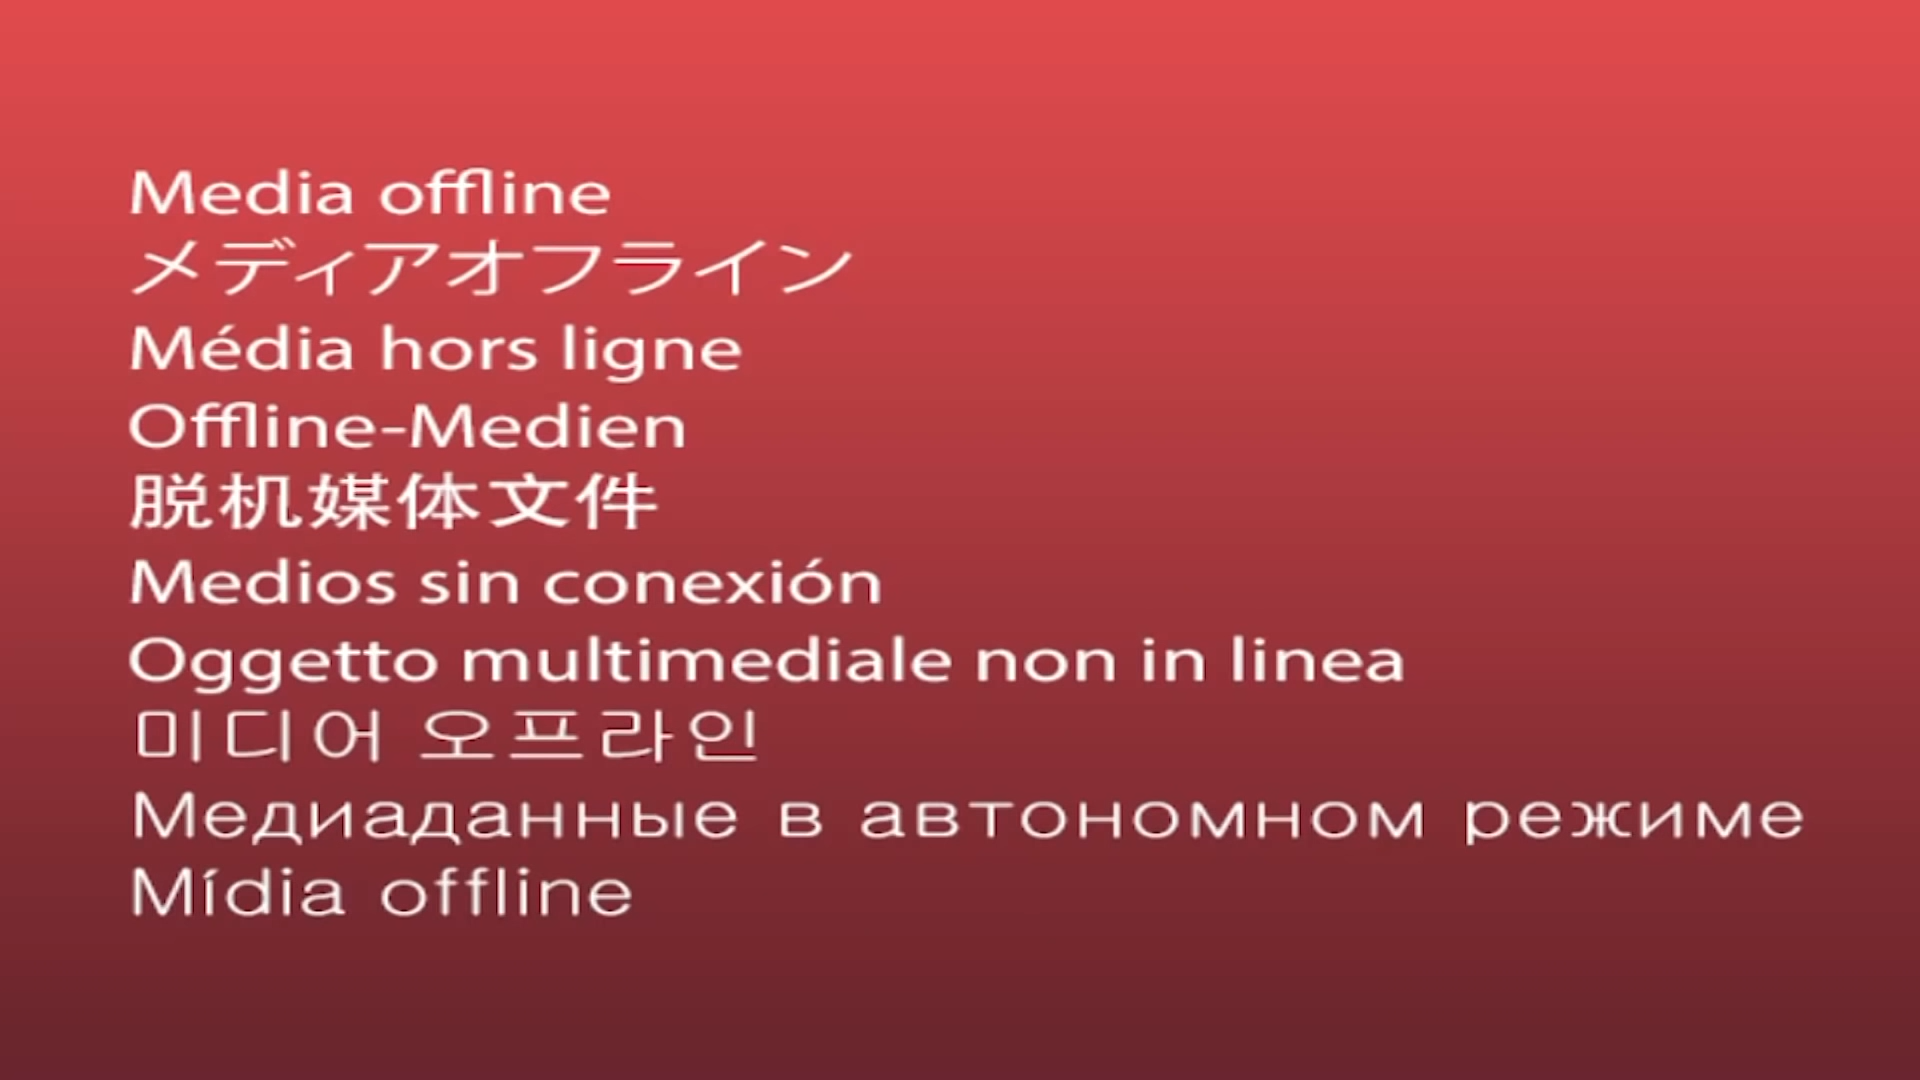 Media offline
メディアオフライン
Média hors ligne
Offline-Medien
脱机媒体文件
Medios sin conexión
Oggetto multimediale non in linea
미디어 오프라인
Медиаданные в автономном режиме
Mídia offline